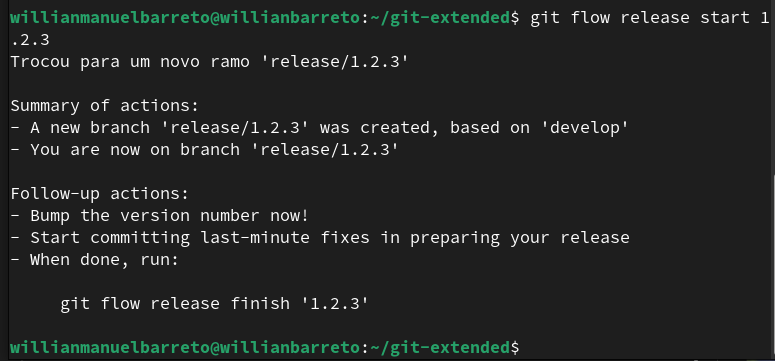 willianmanuelbarreto@willianbarreto:~/git-extended$ git flow release start 1
.2.3
Trocou para um novo ramo 'release/1.2.3'
Summary of actions:
- A new branch 'release/1.2.3' was created, based on 'develop'
- You are now on branch 'release/1.2.3'
Follow-up actions:
- Bump the version number now!
- Start committing last-minute fixes in preparing your release
- When done, run:
git flow release finish '1.2.3'
willianmanuelbarreto@willianbarreto:~/git-extended$